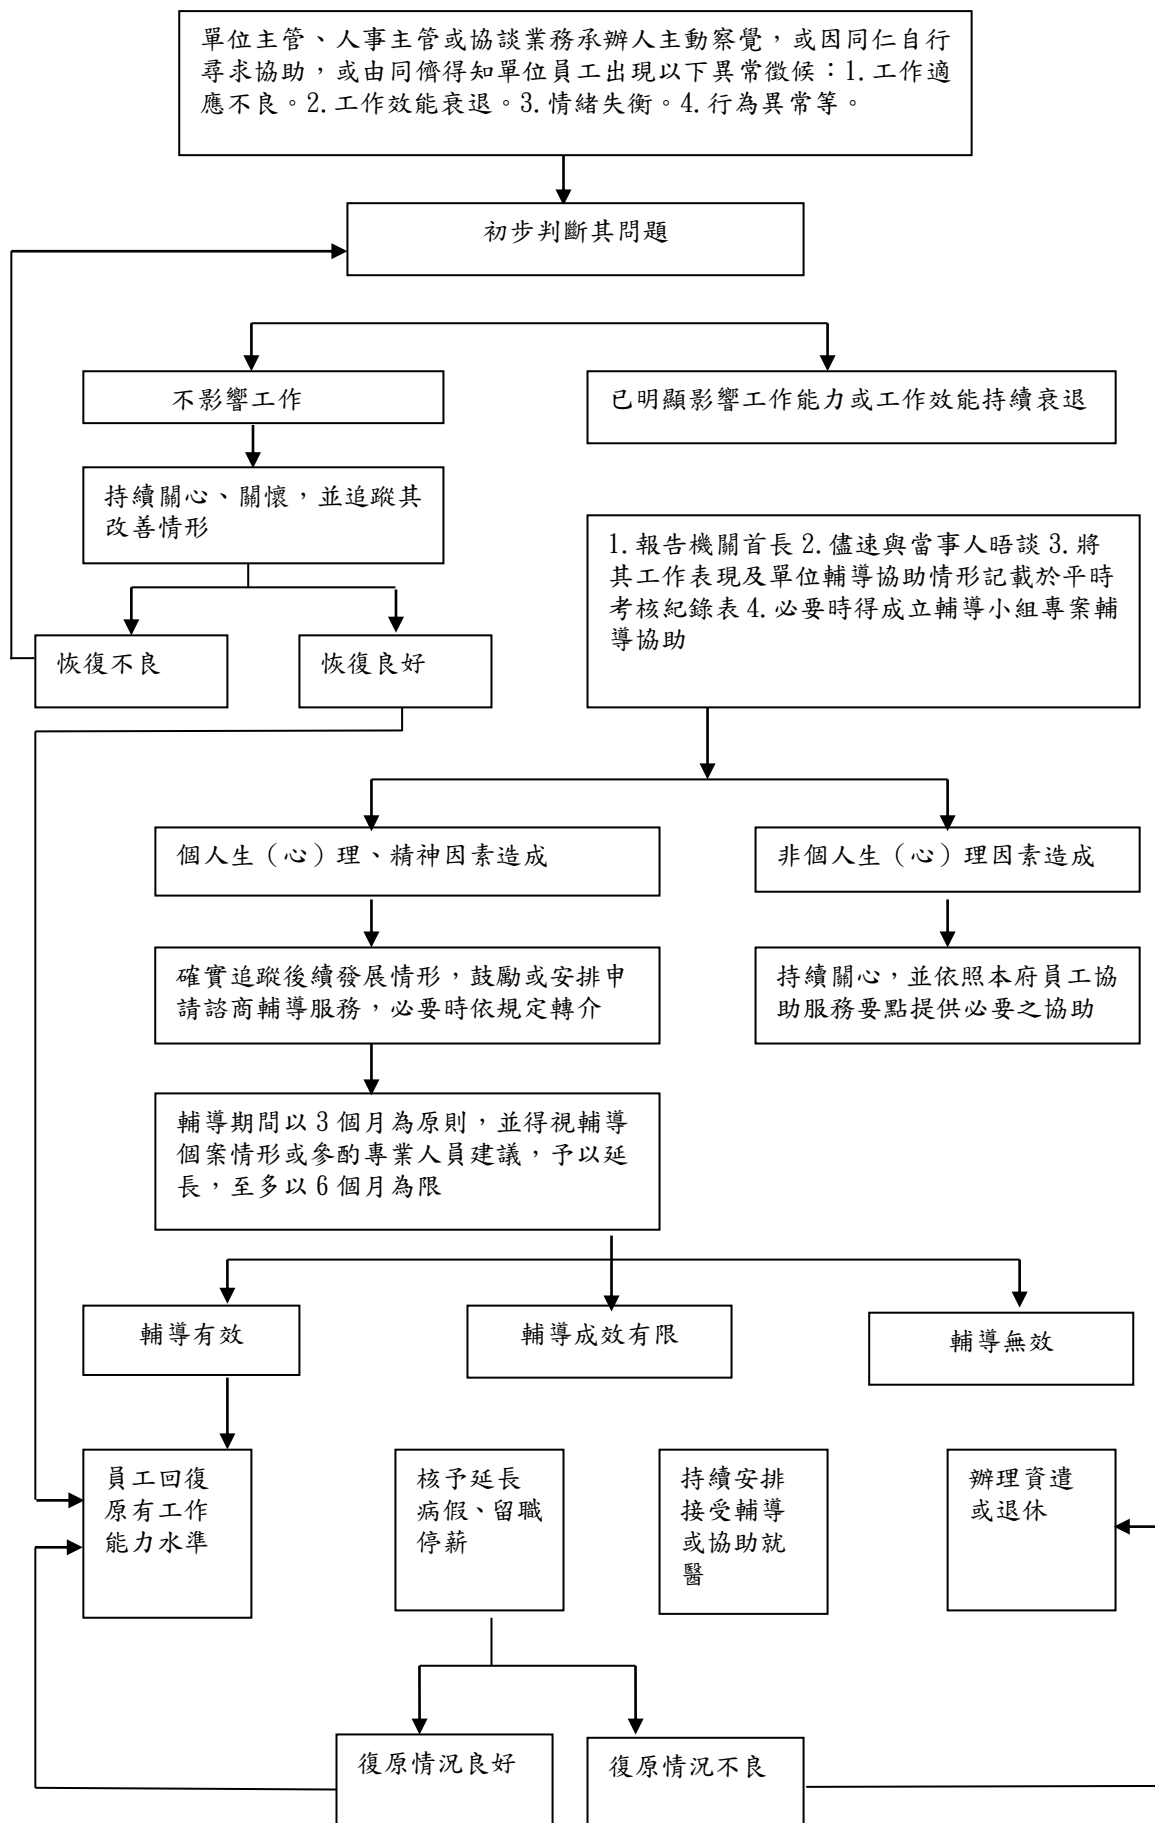 單位主管、人事主管或協談業務承辦人主動察覺，或因同仁自行
尋求協助，或由同儕得知單位員工出現以下異常徵候：1.工作適
應不良。2.工作效能衰退。3.情緒失衡。4.行為異常等。
初步判斷其問題
不影響工作
已明顯影響工作能力或工作效能持續衰退
持續關心、關懷，並追蹤其
改善情形
1.報告機關首長 2.儘速與當事人晤談 3.將
其工作表現及單位輔導協助情形記載於平時
考核紀錄表 4.必要時得成立輔導小組專案輔
導協助
恢復不良
恢復良好
個人生（心）理、精神因素造成
非個人生（心）理因素造成
確實追蹤後續發展情形，鼓勵或安排申
請諮商輔導服務，必要時依規定轉介
持續關心，並依照本府員工協
助服務要點提供必要之協助
輔導期間以 3 個月為原則，並得視輔導
個案情形或參酌專業人員建議，予以延
長，至多以 6 個月為限
輔導有效
輔導成效有限
輔導無效
員工回復
原有工作
能力水準
核予延長
病假、留職
停薪
持續安排
接受輔導
或協助就
醫
辦理資遣
或退休
復原情況良好
復原情況不良